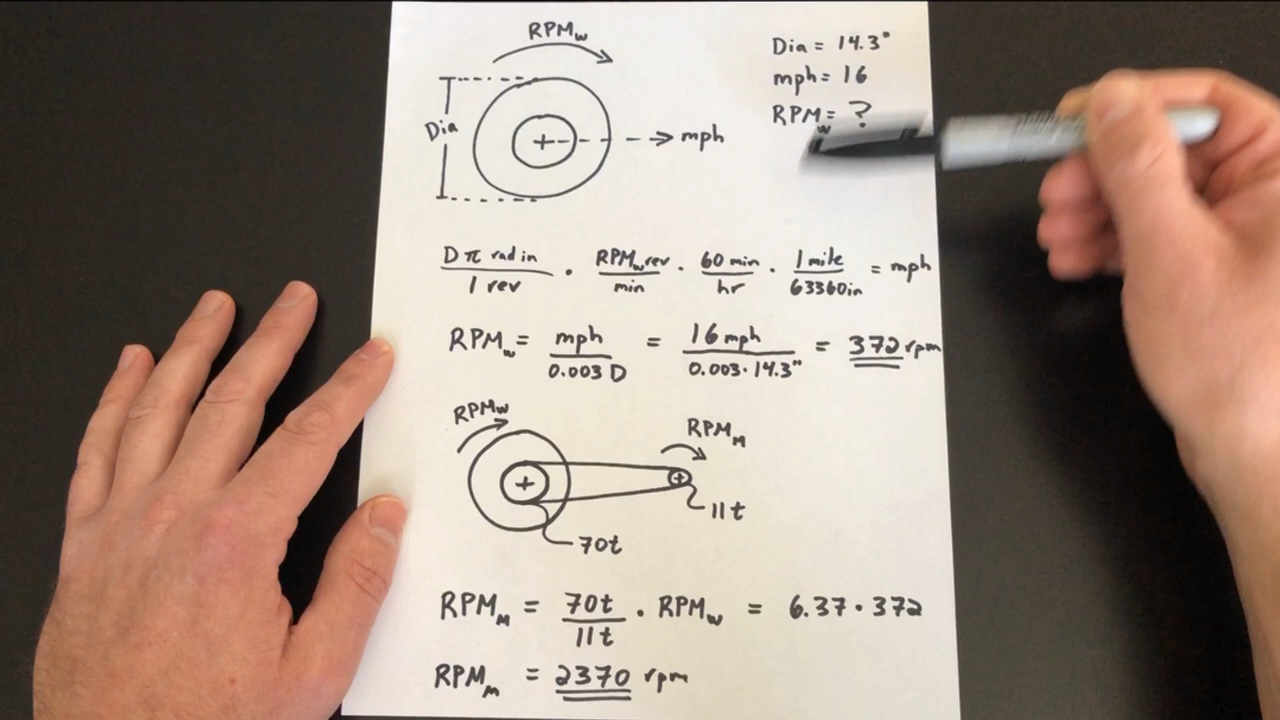 RPMw
Dia
mph
Dia = 14.3"
mph = 16
RPMw = ?
Dπ rad in / 1 rev · RPMw rev / min · 60 min / hr · 1 mile / 63360in = mph
RPMw = mph / 0.003 D = 16 mph / 0.003 · 14.3" = 372 rpm
RPMw
RPMM
11t
70t
RPMM = 70t / 11t · RPMw = 6.37 · 372
RPMM = 2370 rpm